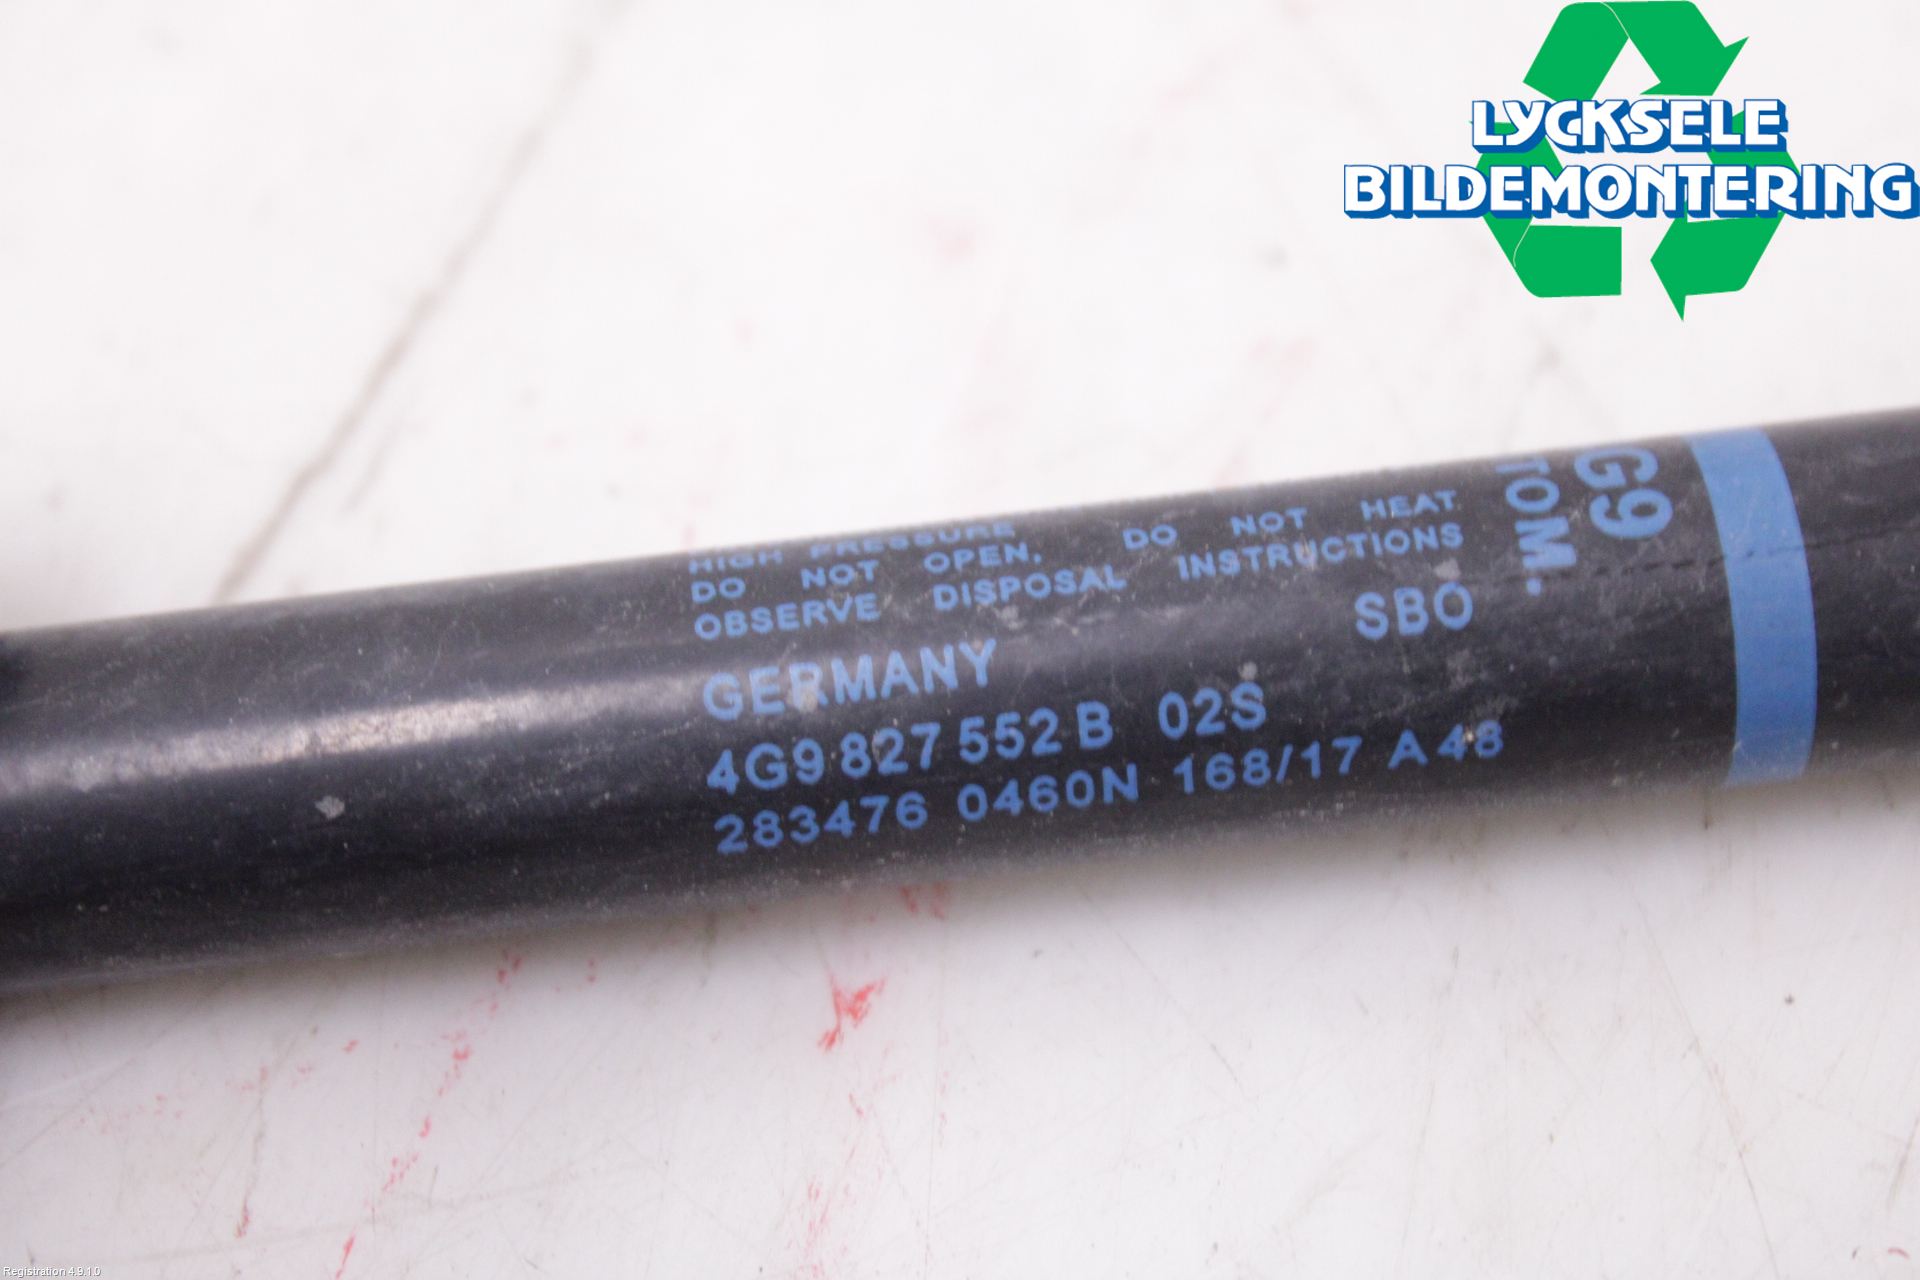 LYCKSELE
BILDEMONTERING
HIGH PRESSURE
DO NOT OPEN. DO NOT HEAT
OBSERVE DISPOSAL INSTRUCTIONS
GERMANY SBO
4G9 827 552 B 02S
283476 0460N 168/17 A48
G9
TOM.
Registration 4.9.1.0